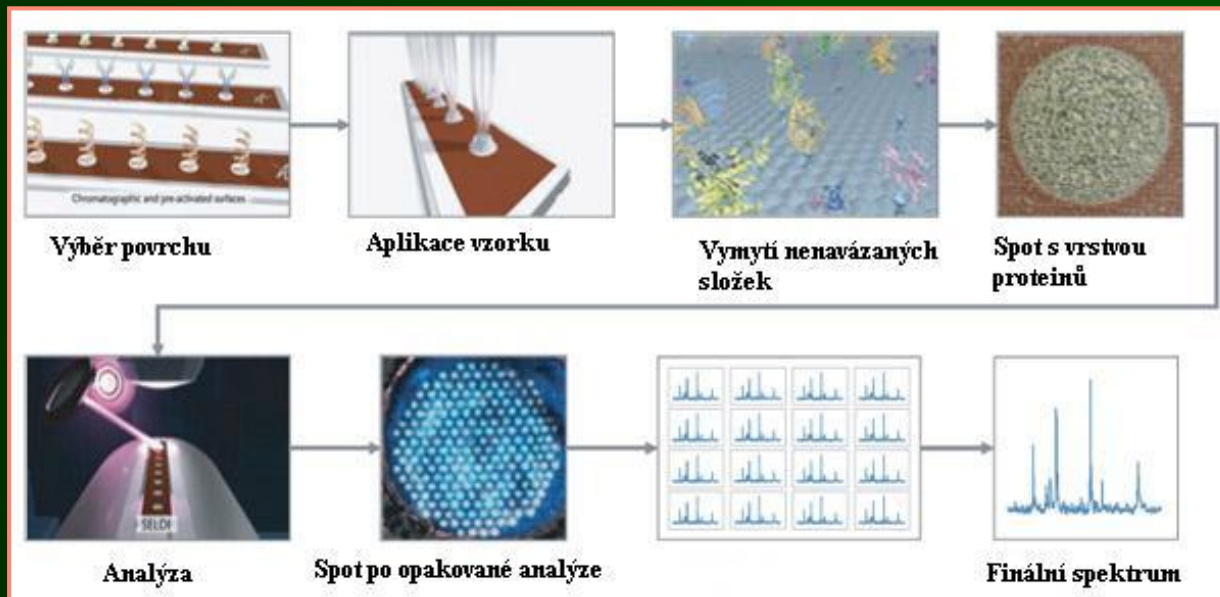 Chromatographic and pre-activated surfaces
Výběr povrchu
Aplikace vzorku
Vymytí nenavázaných
složek
Spot s vrstvou
proteinů
SELDI
Analýza
Spot po opakované analýze
Finální spektrum